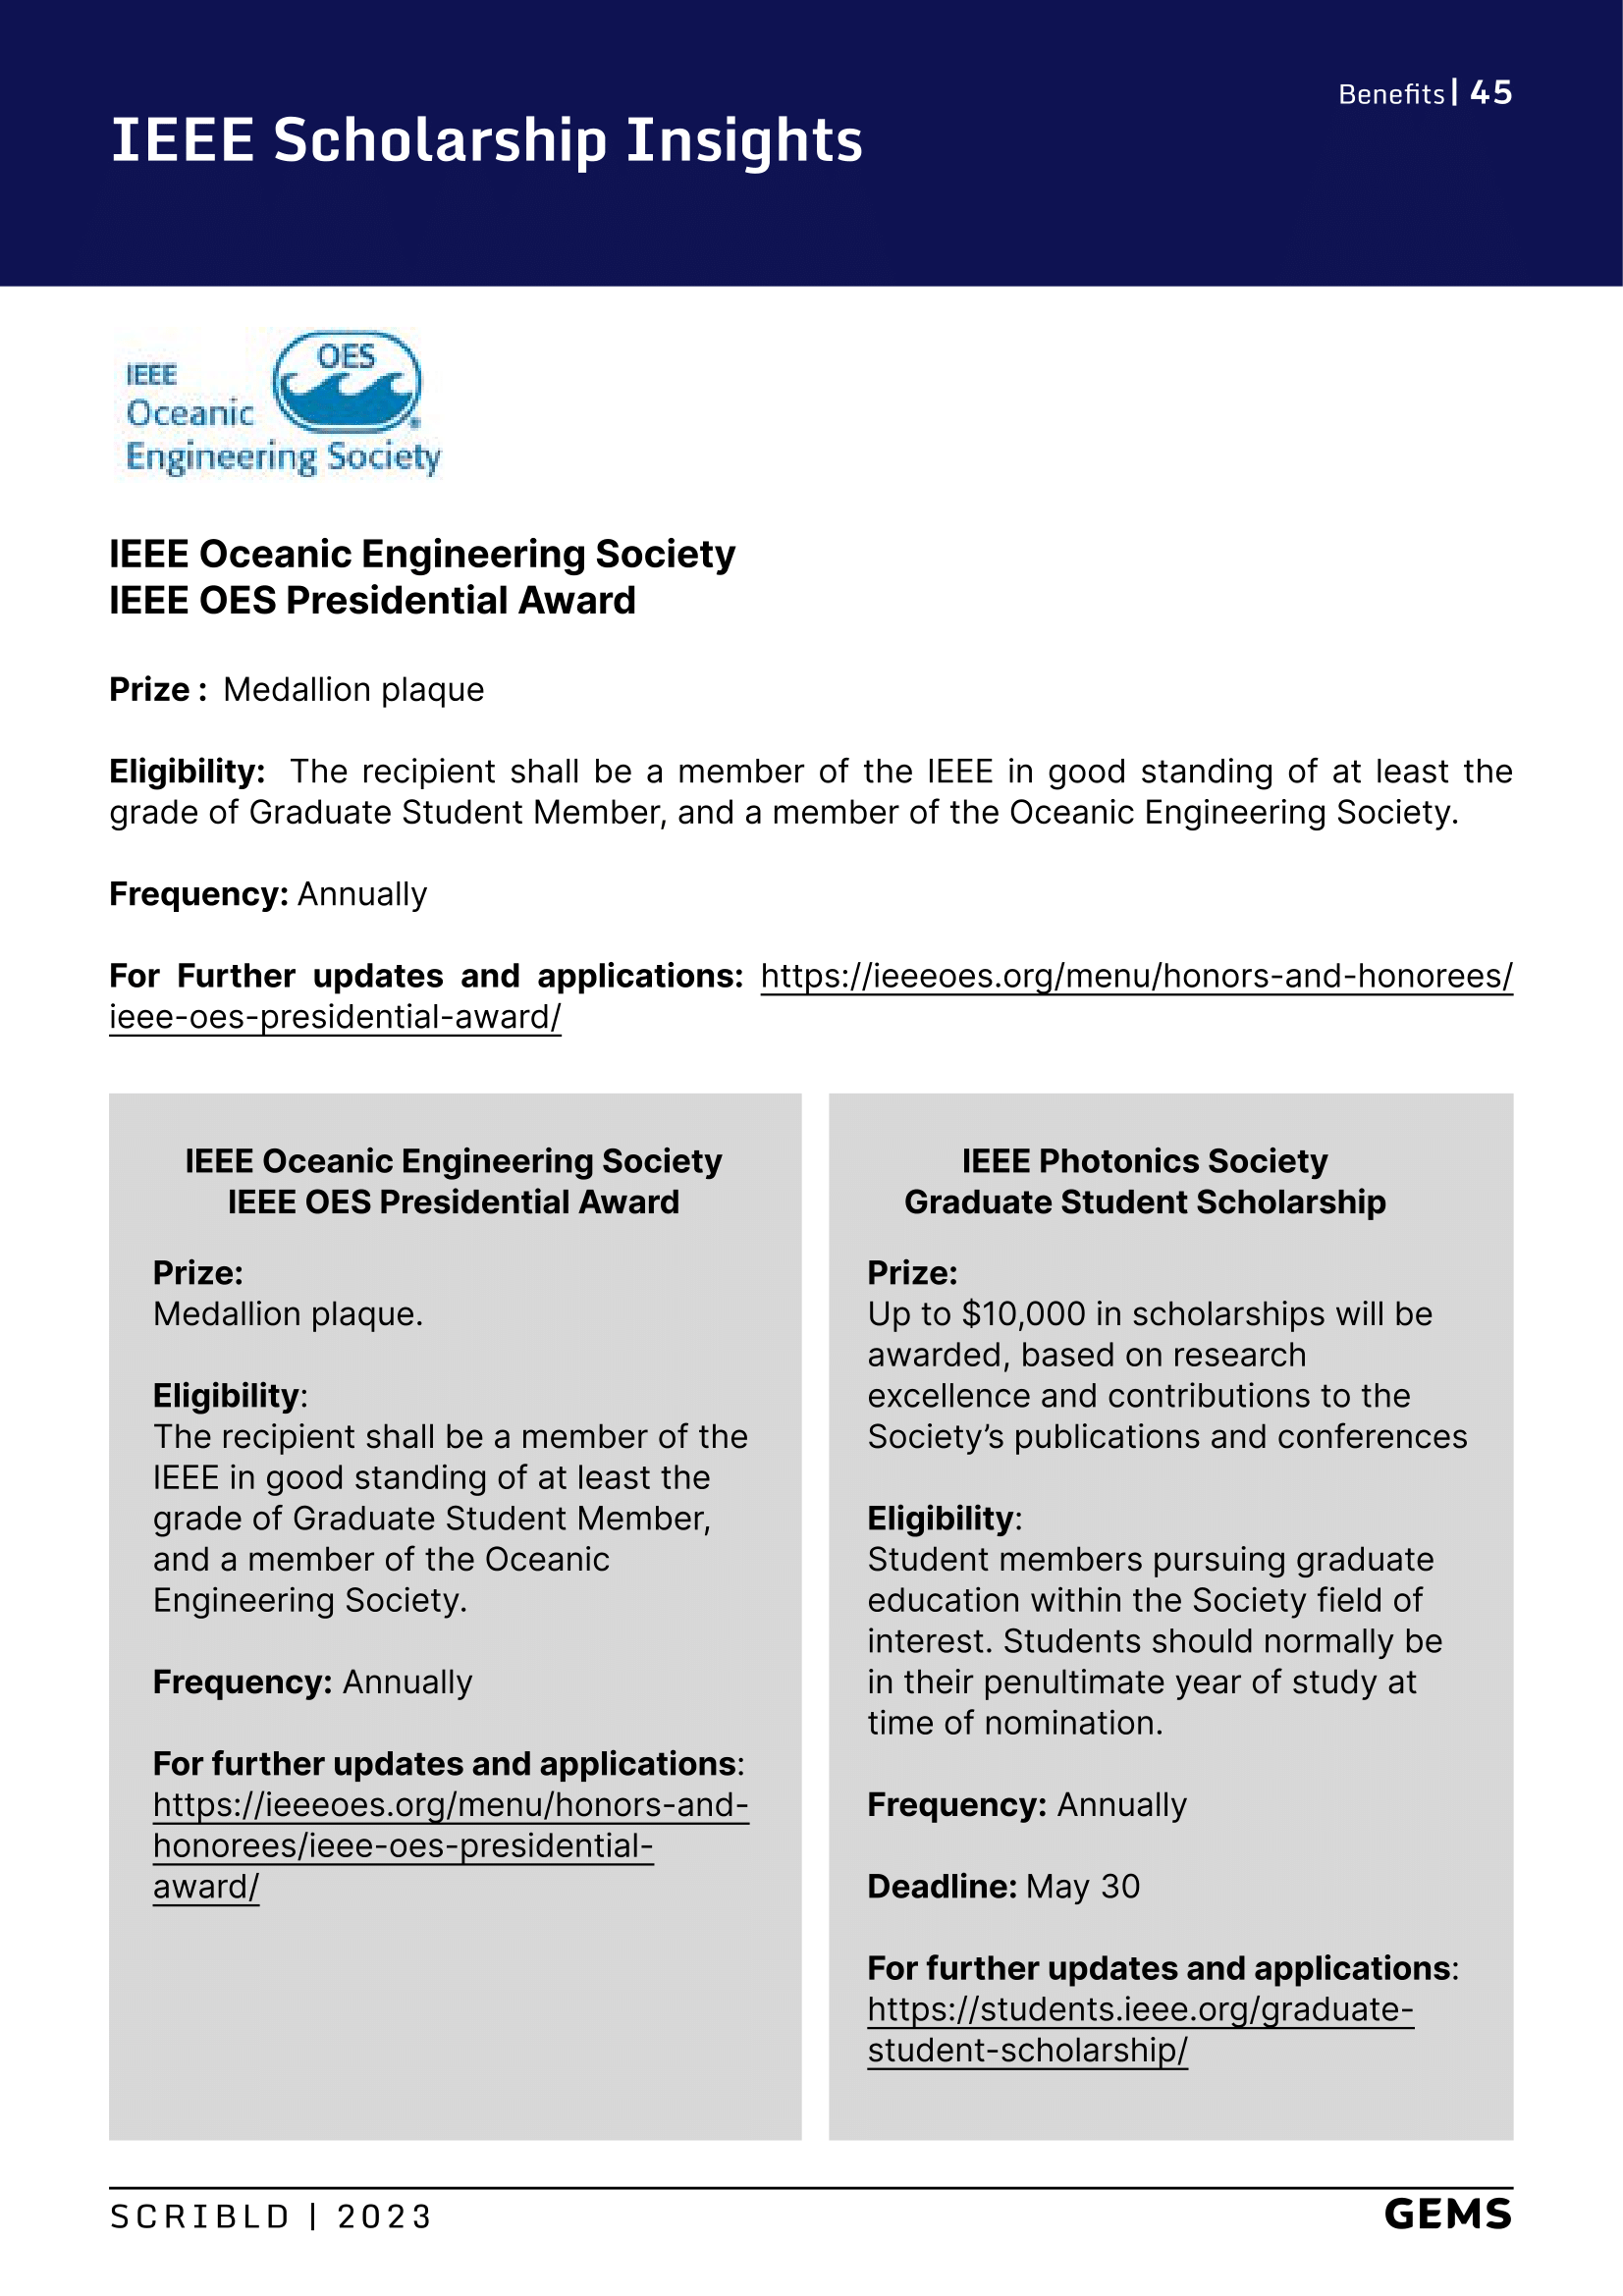 Benefits| 45
IEEE Scholarship Insights
OES
IEEE
Oceanic
Engineering Society
IEEE Oceanic Engineering Society
IEEE OES Presidential Award
Prize : Medallion plaque
Eligibility: The recipient shall be a member of the IEEE in good standing of at least the
grade of Graduate Student Member, and a member of the Oceanic Engineering Society.
Frequency: Annually
For Further updates and applications: https://ieeeoes.org/menu/honors-and-honorees/
ieee-oes-presidential-award/
IEEE Oceanic Engineering Society
IEEE OES Presidential Award
Prize:
Medallion plaque.
Eligibility:
The recipient shall be a member of the
IEEE in good standing of at least the
grade of Graduate Student Member,
and a member of the Oceanic
Engineering Society.
Frequency: Annually
For further updates and applications:
https://ieeeoes.org/menu/honors-and-
honorees/ieee-oes-presidential-
award/
IEEE Photonics Society
Graduate Student Scholarship
Prize:
Up to $10,000 in scholarships will be
awarded, based on research
excellence and contributions to the
Society’s publications and conferences
Eligibility:
Student members pursuing graduate
education within the Society field of
interest. Students should normally be
in their penultimate year of study at
time of nomination.
Frequency: Annually
Deadline: May 30
For further updates and applications:
https://students.ieee.org/graduate-
student-scholarship/
SCRIBLD | 2023
GEMS